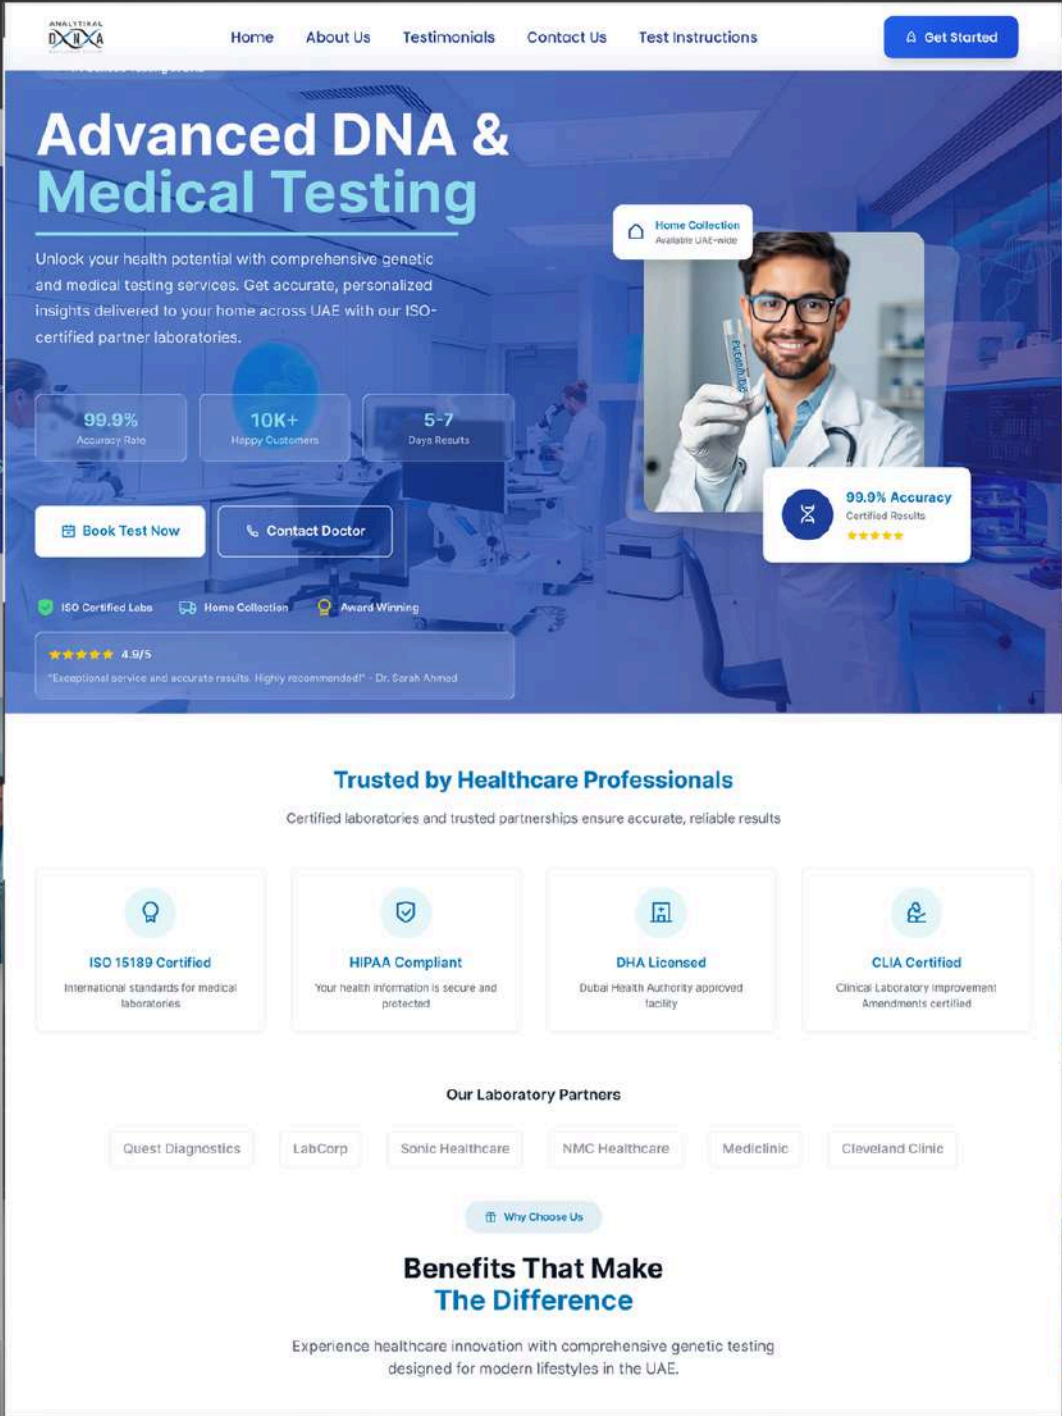 ANALYTIKAL
DNA
Home
About Us
Testimonials
Contact Us
Test Instructions
Get Started
Advanced DNA &
Medical Testing
Unlock your health potential with comprehensive genetic
and medical testing services. Get accurate, personalized
insights delivered to your home across UAE with our ISO-
certified partner laboratories.
99.9%
Accuracy Rate
10K+
Happy Customers
5-7
Days Results
Book Test Now
Contact Doctor
ISO Certified Labs
Home Collection
Award Winning
4.9/5
"Exceptional service and accurate results. Highly recommended!" - Dr. Sarah Ahmed
Home Collection
Available UAE-wide
99.9% Accuracy
Certified Results
Trusted by Healthcare Professionals
Certified laboratories and trusted partnerships ensure accurate, reliable results
ISO 15189 Certified
International standards for medical
laboratories
HIPAA Compliant
Your health information is secure and
protected
DHA Licensed
Dubai Health Authority approved
facility
CLIA Certified
Clinical Laboratory Improvement
Amendments certified
Our Laboratory Partners
Quest Diagnostics
LabCorp
Sonic Healthcare
NMC Healthcare
Mediclinic
Cleveland Clinic
Why Choose Us
Benefits That Make
The Difference
Experience healthcare innovation with comprehensive genetic testing
designed for modern lifestyles in the UAE.